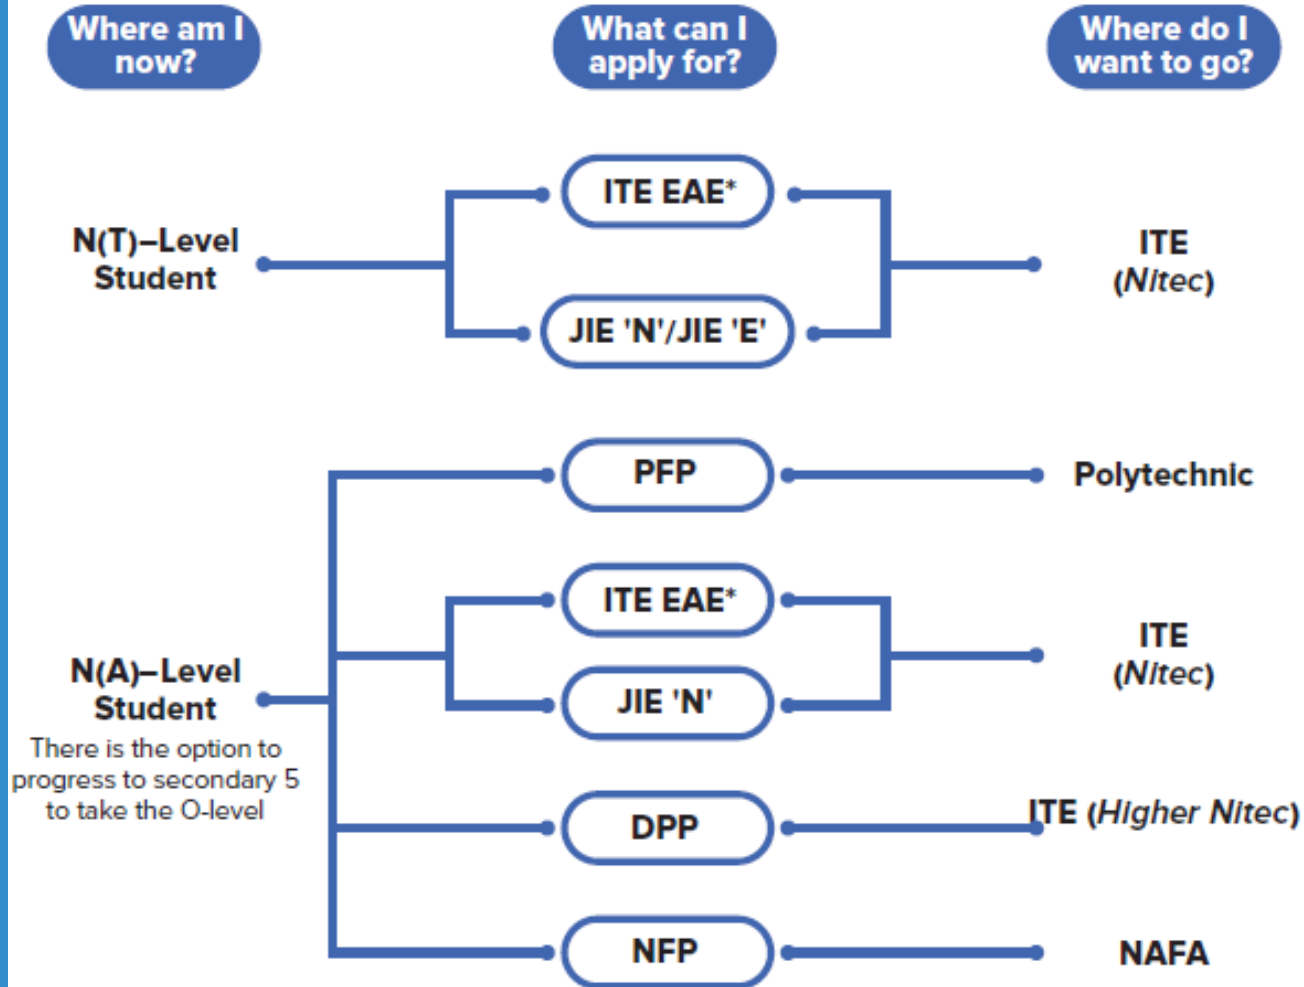 Where am I
now?
What can I
apply for?
Where do I
want to go?
N(T)–Level
Student
ITE EAE*
JIE 'N'/JIE 'E'
ITE
(Nitec)
N(A)–Level
Student
There is the option to
progress to secondary 5
to take the O-level
PFP
Polytechnic
ITE EAE*
JIE 'N'
ITE
(Nitec)
DPP
ITE (Higher Nitec)
NFP
NAFA